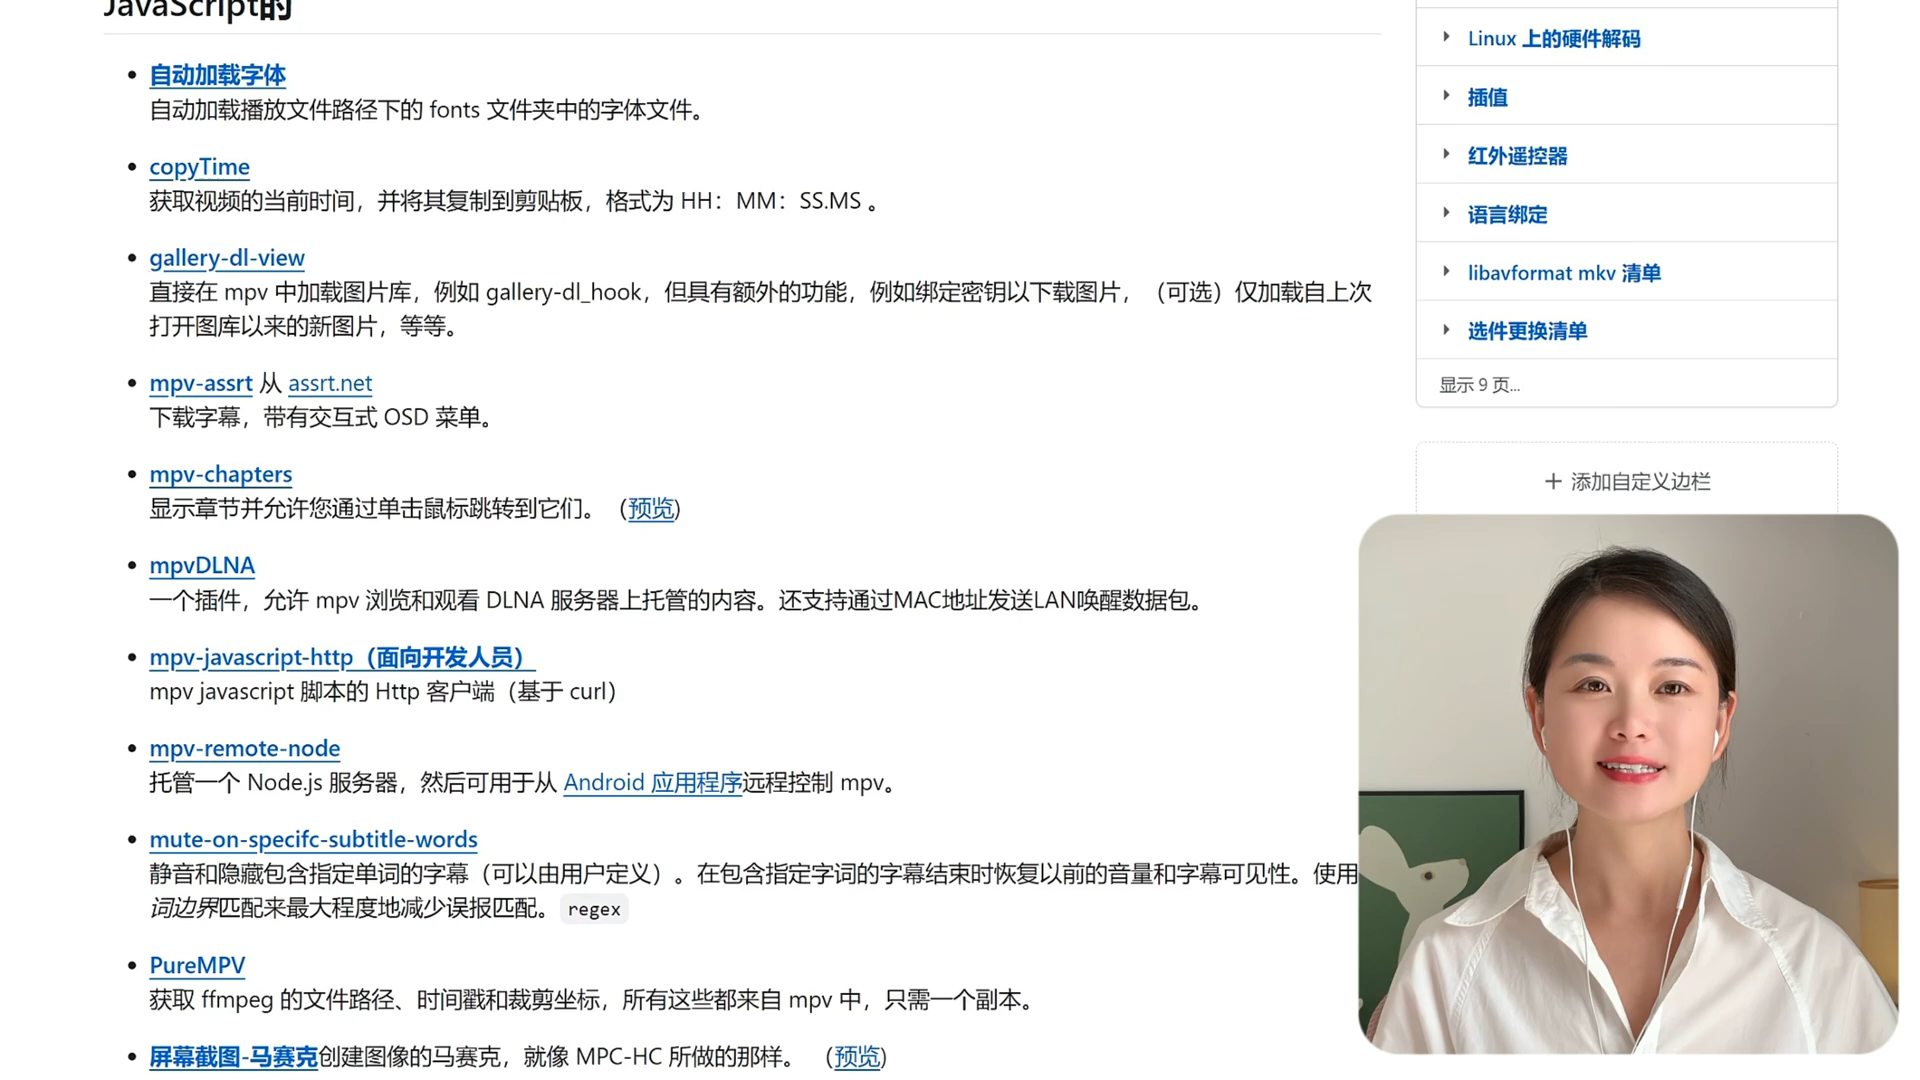 JavaScript的
自动加载字体
自动加载播放文件路径下的 fonts 文件夹中的字体文件。
copyTime
获取视频的当前时间，并将其复制到剪贴板，格式为 HH：MM：SS.MS 。
gallery-dl-view
直接在 mpv 中加载图片库，例如 gallery-dl_hook，但具有额外的功能，例如绑定密钥以下载图片，（可选）仅加载自上次
打开图库以来的新图片，等等。
mpv-assrt 从 assrt.net
下载字幕，带有交互式 OSD 菜单。
mpv-chapters
显示章节并允许您通过单击鼠标跳转到它们。（预览)
mpvDLNA
一个插件，允许 mpv 浏览和观看 DLNA 服务器上托管的内容。还支持通过MAC地址发送LAN唤醒数据包。
mpv-javascript-http（面向开发人员）
mpv javascript 脚本的 Http 客户端（基于 curl）
mpv-remote-node
托管一个 Node.js 服务器，然后可用于从 Android 应用程序远程控制 mpv。
mute-on-specifc-subtitle-words
静音和隐藏包含指定单词的字幕（可以由用户定义）。在包含指定字词的字幕结束时恢复以前的音量和字幕可见性。使用
词边界匹配来最大程度地减少误报匹配。 regex
PureMPV
获取 ffmpeg 的文件路径、时间戳和裁剪坐标，所有这些都来自 mpv 中，只需一个副本。
屏幕截图-马赛克创建图像的马赛克，就像 MPC-HC 所做的那样。（预览)
Linux 上的硬件解码
插值
红外遥控器
语言绑定
libavformat mkv 清单
选件更换清单
显示 9 页...
+ 添加自定义边栏